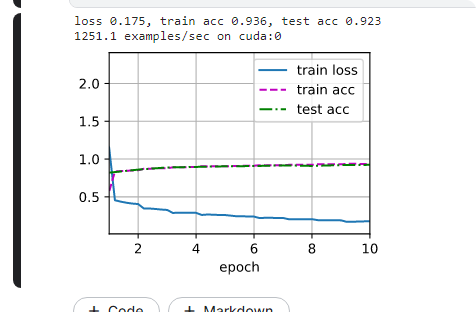 loss 0.175, train acc 0.936, test acc 0.923
1251.1 examples/sec on cuda:0
train loss
train acc
test acc
2.0
1.5
1.0
0.5
2 4 6 8 10
epoch
+ Code + Markdown